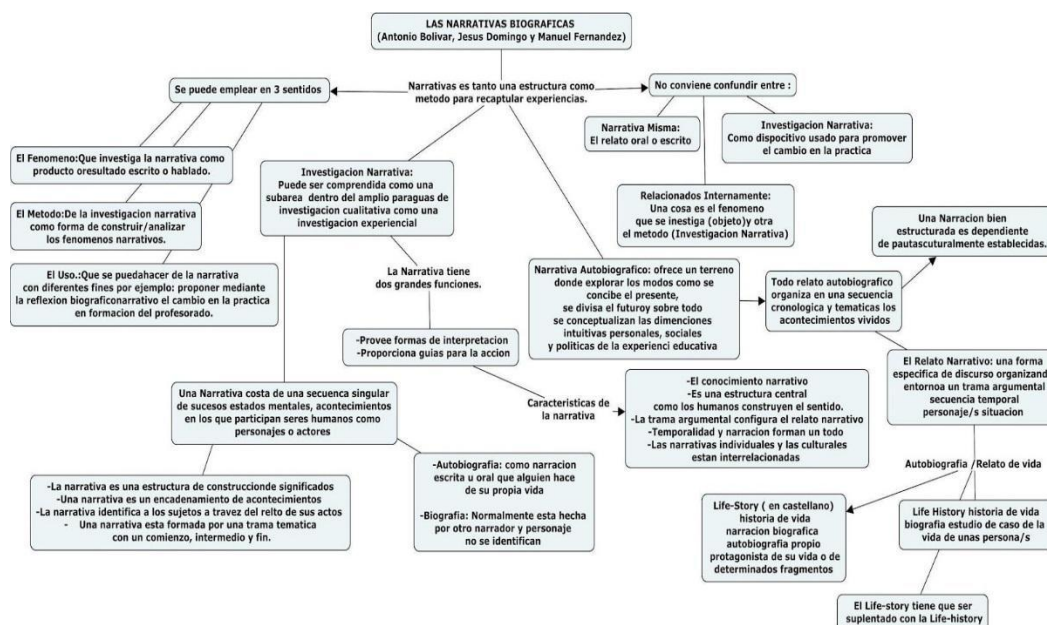 LAS NARRATIVAS BIOGRAFICAS
(Antonio Bolivar, Jesus Domingo y Manuel Fernandez)
Narrativas es tanto una estructura como
metodo para recaptular experiencias.
Se puede emplear en 3 sentidos
El Fenomeno:Que investiga la narrativa como
producto oresultado escrito o hablado.
El Metodo:De la investigacion narrativa
como forma de construir/analizar
los fenomenos narrativos.
El Uso.:Que se puedahacer de la narrativa
con diferentes fines por ejemplo: proponer mediante
la reflexion biograficonarrativo el cambio en la practica
en formacion del profesorado.
No conviene confundir entre :
Narrativa Misma:
El relato oral o escrito
Investigacion Narrativa:
Como dispositivo usado para promover
el cambio en la practica
Relacionados Internamente:
Una cosa es el fenomeno
que se inestiga (objeto)y otra
el metodo (Investigacion Narrativa)
Investigacion Narrativa:
Puede ser comprendida como una
subarea dentro del amplio paraguas de
investigacion cualitativa como una
investigacion experiencial
La Narrativa tiene
dos grandes funciones.
-Provee formas de interpretacion
-Proporciona guias para la accion
Caracteristicas de
la narrativa
-El conocimiento narrativo
-Es una estructura central
como los humanos construyen el sentido.
-La trama argumental configura el relato narrativo
-Temporalidad y narracion forman un todo
-Las narrativas individuales y las culturales
estan interrelacionadas
Una Narrativa costa de una secuenca singular
de sucesos estados mentales, acontecimientos
en los que participan seres humanos como
personajes o actores
-La narrativa es una estructura de construccionde significados
-Una narrativa es un encadenamiento de acontecimientos
-La narrativa identifica a los sujetos a travez del relto de sus actos
- Una narrativa esta formada por una trama tematica
con un comienzo, intermedio y fin.
-Autobiografia: como narracion
escrita u oral que alguien hace
de su propia vida
-Biografia: Normalmente esta hecha
por otro narrador y personaje
no se identifican
Narrativa Autobiografico: ofrece un terreno
donde explorar los modos como se
concibe el presente,
se divisa el futuroy sobre todo
se conceptualizan las dimenciones
intuitivas personales, sociales
y politicas de la experienci educativa
Todo relato autobiografico
organiza en una secuencia
cronologica y tematicas los
acontecimientos vividos
Una Narracion bien
estructurada es dependiente
de pautascuturalmente establecidas.
El Relato Narrativo: una forma
especifica de discurso organizand
entornoa un trama argumental
secuencia temporal
personaje/s situacion
Autobiografia /Relato de vida
Life-Story ( en castellano)
historia de vida
narracion biografica
autobiografia propio
protagonista de su vida o de
determinados fragmentos
Life History historia de vida
biografia estudio de caso de la
vida de unas persona/s
El Life-story tiene que ser
suplentado con la Life-history